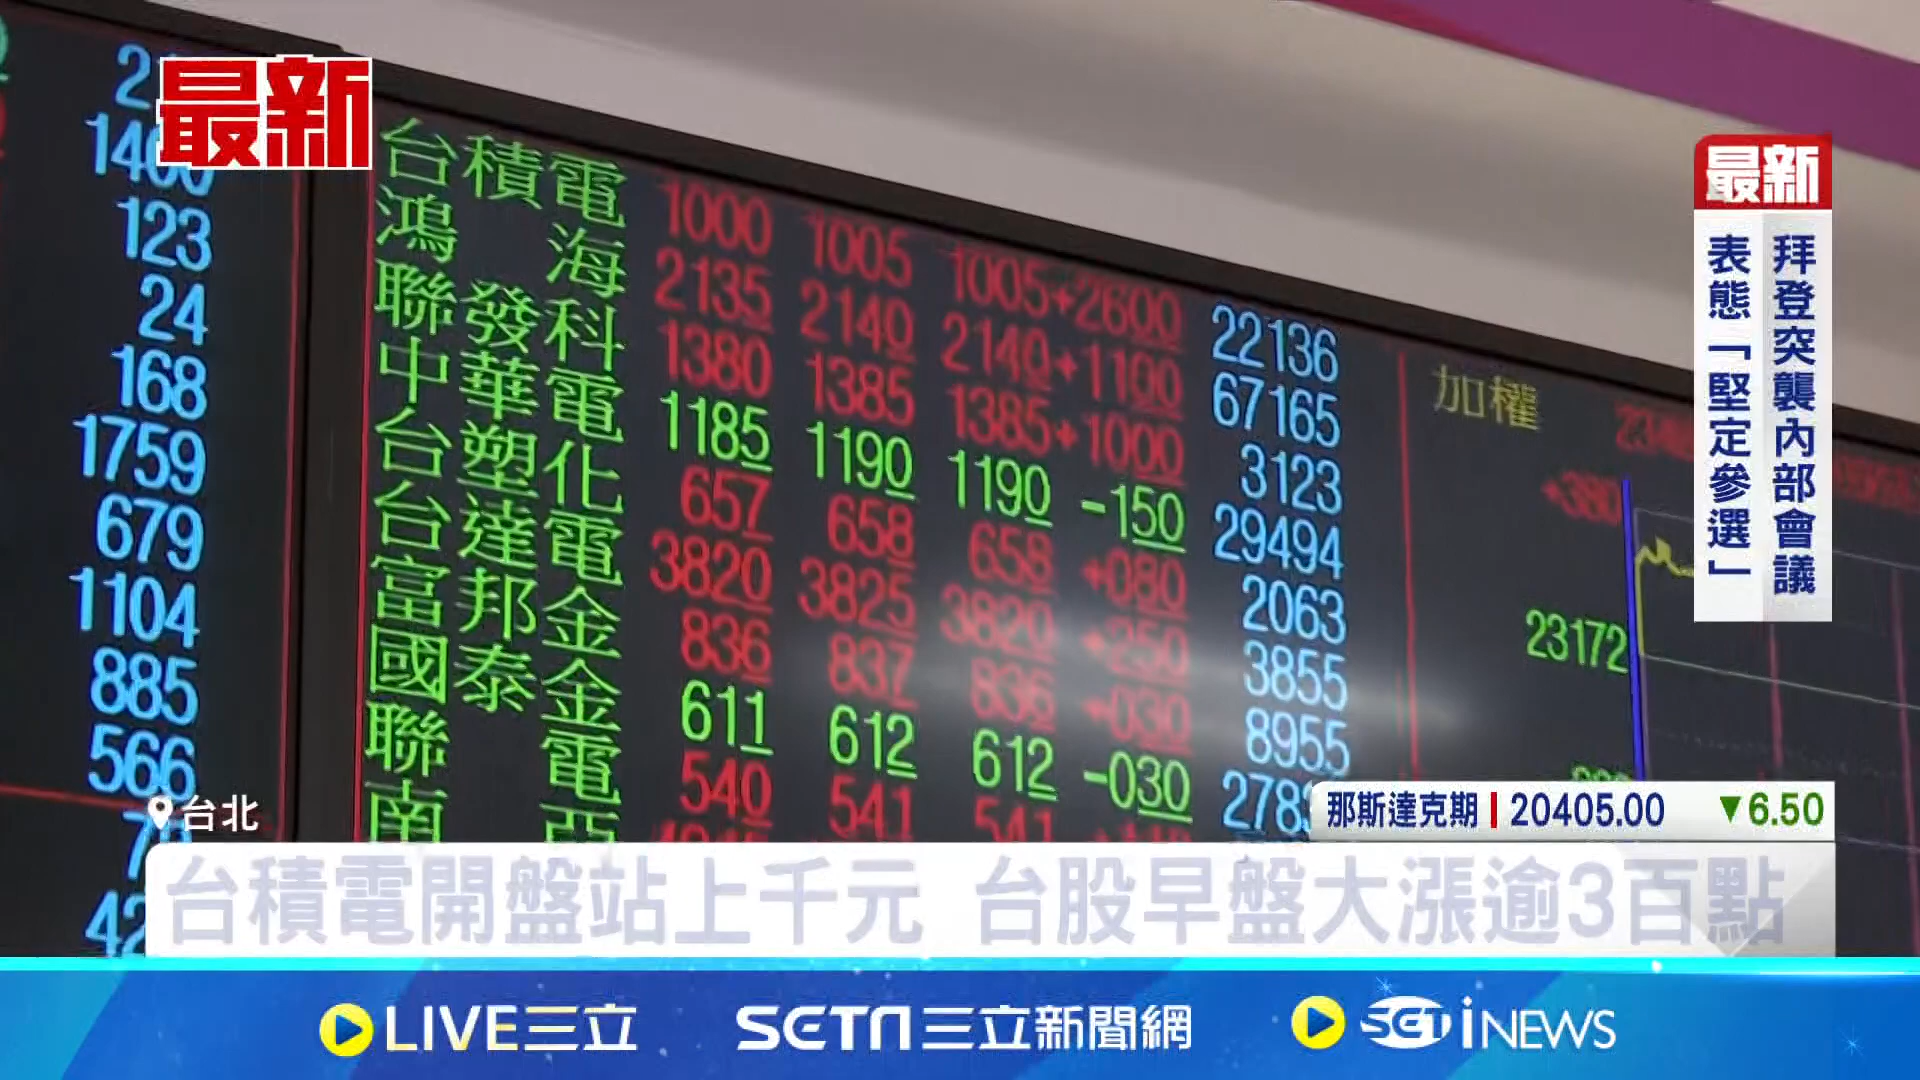 最新
1400
123
24
168
1759
679
1104
885
566
台積電 1000 1005 1005+2600 22136
鴻海 2135 2140 2140+1100 67165
聯發科 1380 1385 1385+1000 3123
中華電 1185 1190 1190 -150 29494
台塑化 657 658 658 +080 2063
台達電 3820 3825 3820 +250 3855
富邦金 836 837 836 +030 8955
國泰金 611 612 612 -030
聯電 540 541 541
南亞
加權
+380
23172
最新
拜登突襲內部會議
表態「堅定參選」
台北
那斯達克期 20405.00 ▼6.50
台積電開盤站上千元 台股早盤大漲逾3百點
LIVE三立
SETN三立新聞網
SET iNEWS